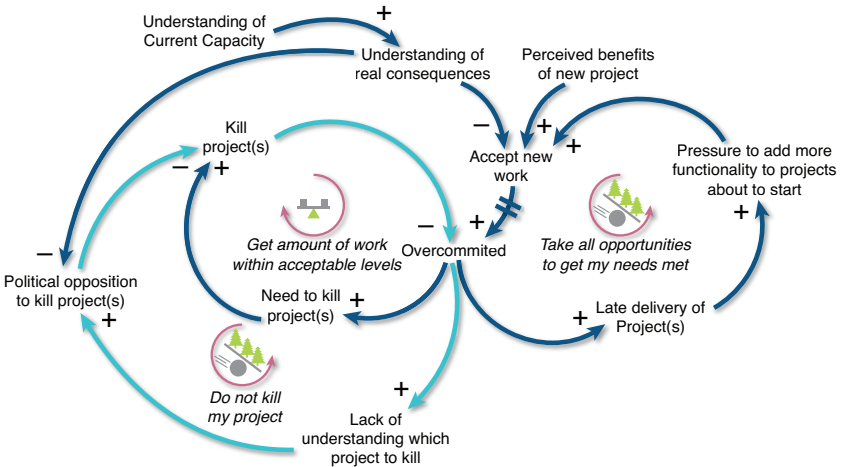 Understanding of
Current Capacity
+
Understanding of
real consequences
Perceived benefits
of new project
Kill
project(s)
−
+
−
+
+
Accept new
work
Pressure to add more
functionality to projects
about to start
+
−
+
Overcommited
Get amount of work
within acceptable levels
Take all opportunities
to get my needs met
−
Political opposition
to kill project(s)
+
Need to kill
project(s)
+
+
Late delivery of
Project(s)
Do not kill
my project
+
Lack of
understanding which
project to kill